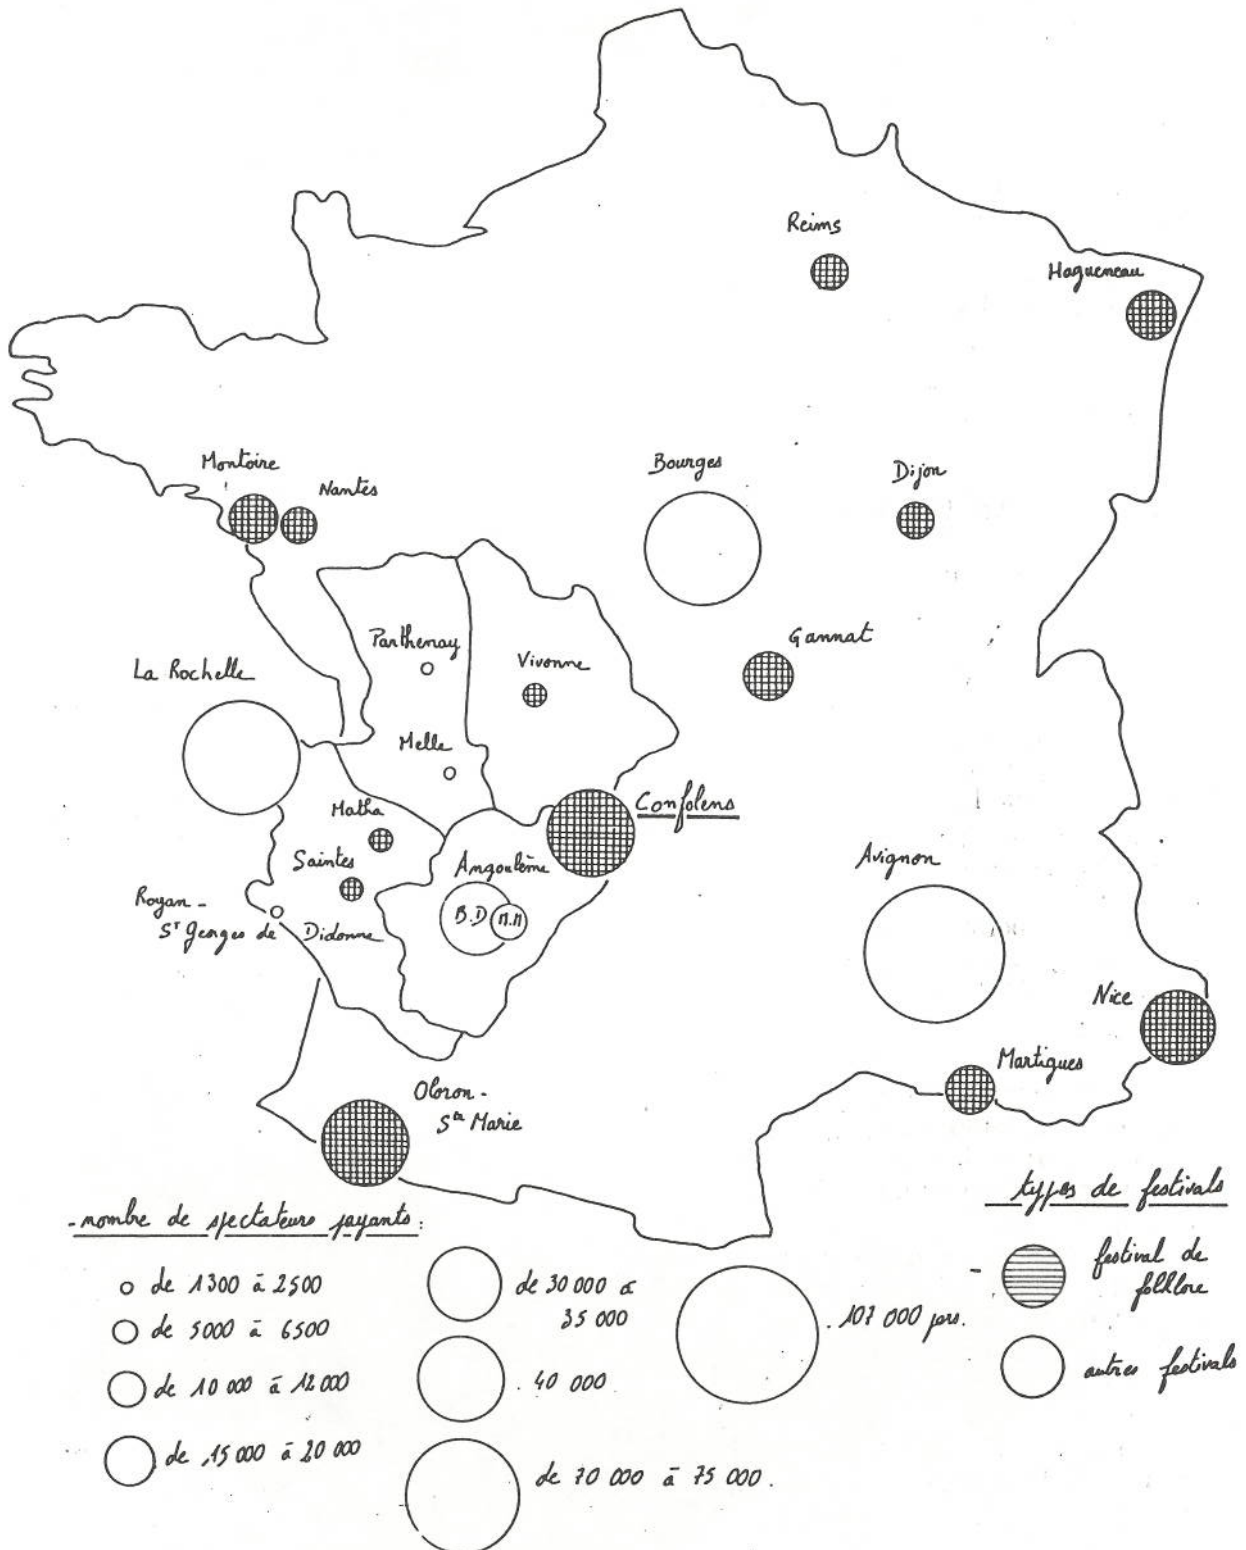 Reims
Hagueneau
Montoire
Nantes
Bourges
Dijon
Parthenay
Vivonne
Gannat
La Rochelle
Melle
Matha
Confolens
Saintes
Angoulême
Avignon
Royan -
St Georges de Didonne
B.D
M.M
Nice
Martigues
Oloron -
Ste Marie
- nombre de spectateurs payants :
de 1300 à 2500
de 5000 à 6500
de 10 000 à 12 000
de 15 000 à 20 000
de 30 000 à
35 000
40 000
de 70 000 à 75 000.
107 000 pers.
types de festivals
festival de
folklore
autres festivals